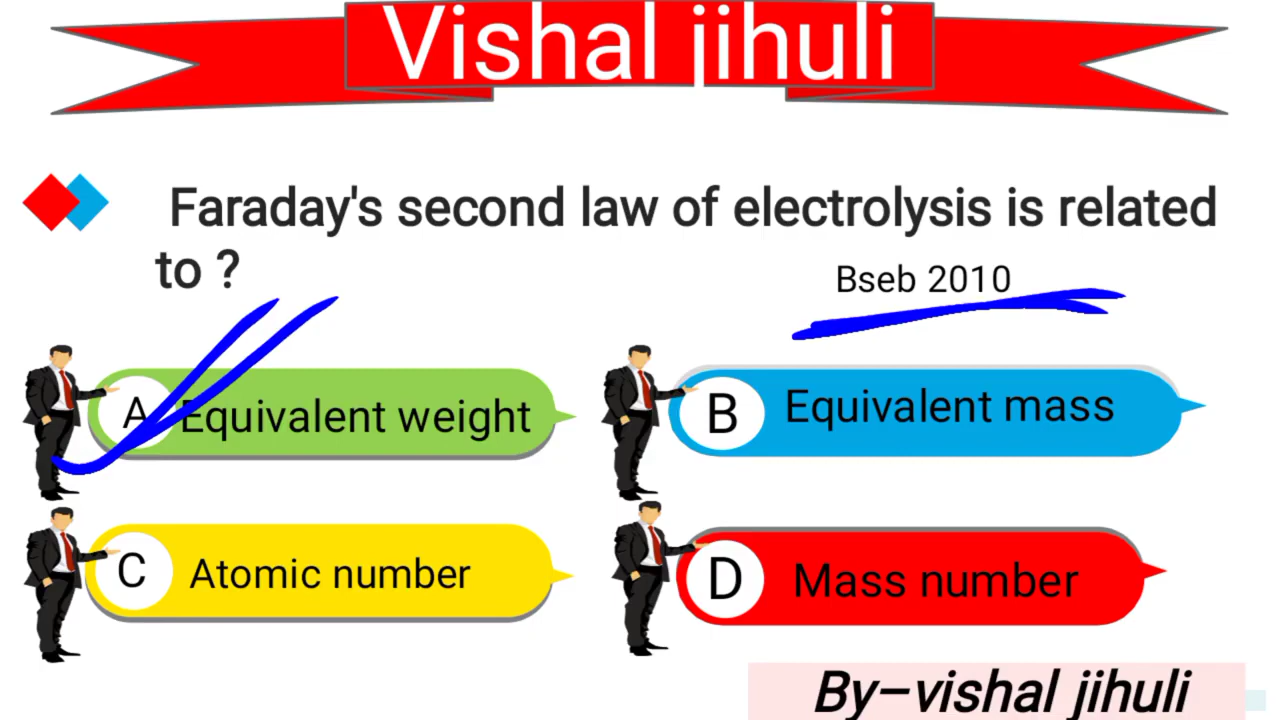 Vishal jihuli
Faraday's second law of electrolysis is related
to ?
Bseb 2010
A Equivalent weight
B Equivalent mass
C Atomic number
D Mass number
By–vishal jihuli